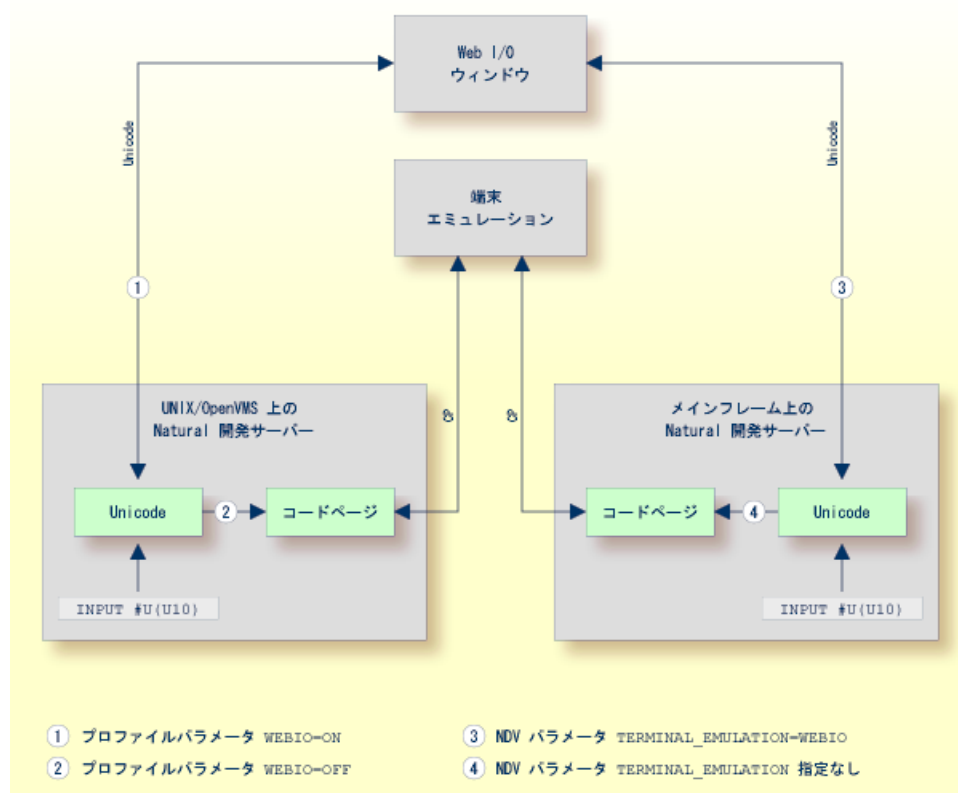 Web I/O
ウィンドウ
Unicode
Unicode
端末
エミュレーション
1
3
UNIX/OpenVMS 上の
Natural 開発サーバー
メインフレーム上の
Natural 開発サーバー
Unicode
2
コードページ
コードページ
4
Unicode
INPUT #U(U10)
INPUT #U(U10)
1 プロファイルパラメータ WEBIO=ON
2 プロファイルパラメータ WEBIO=OFF
3 NDV パラメータ TERMINAL_EMULATION=WEBIO
4 NDV パラメータ TERMINAL_EMULATION 指定なし